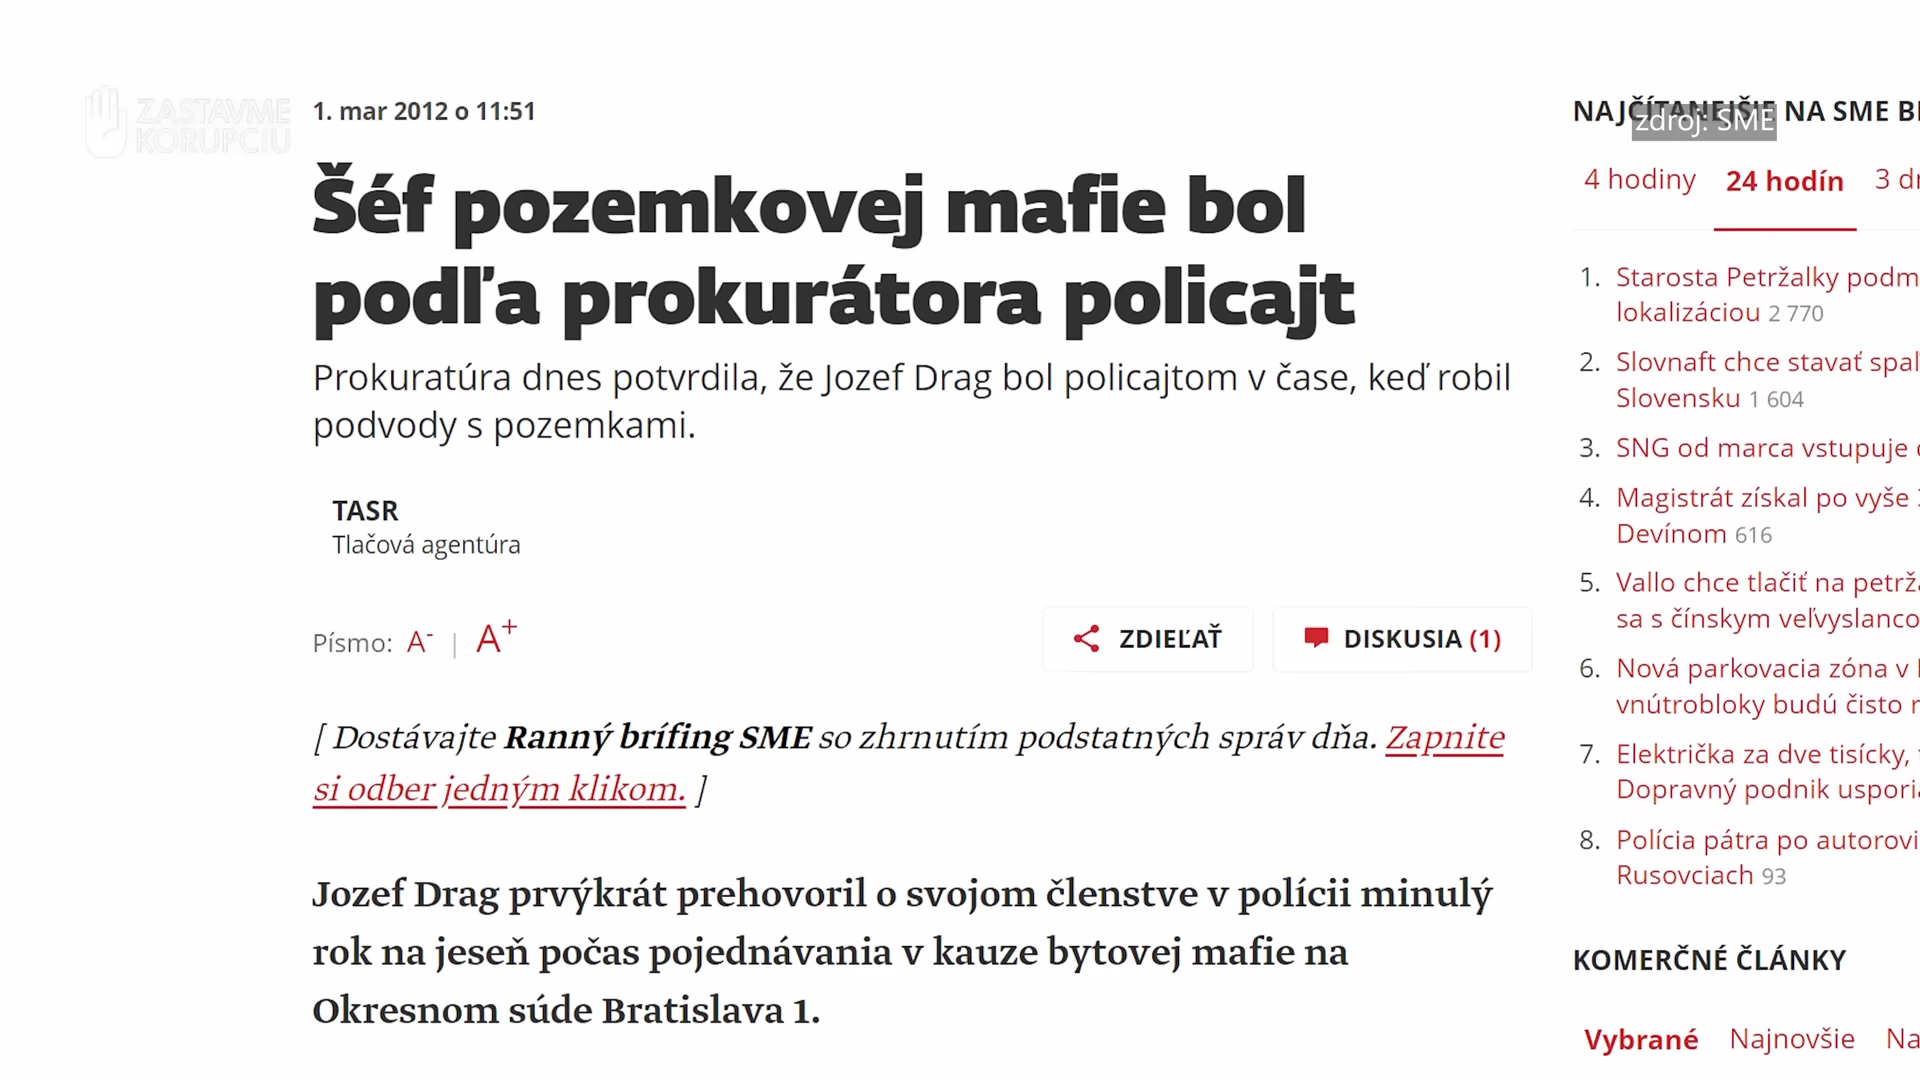 ZASTAVME
KORUPCIU
1. mar 2012 o 11:51
Šéf pozemkovej mafie bol
podľa prokurátora policajt
Prokuratúra dnes potvrdila, že Jozef Drag bol policajtom v čase, keď robil
podvody s pozemkami.
TASR
Tlačová agentúra
Písmo: A- | A+
ZDIEĽAŤ
DISKUSIA (1)
[ Dostávajte Ranný brífing SME so zhrnutím podstatných správ dňa. Zapnite
si odber jedným klikom. ]
Jozef Drag prvýkrát prehovoril o svojom členstve v polícii minulý
rok na jeseň počas pojednávania v kauze bytovej mafie na
Okresnom súde Bratislava 1.
NAJČÍTANEJŠIE NA SME
zdroj: SME
4 hodiny 24 hodín 3
1. Starosta Petržalky
lokalizáciou 2 770
2. Slovnaft chce stavať
Slovensku 1 604
3. SNG od marca vstupuje
4. Magistrát získal po vyše
Devínom 616
5. Vallo chce tlačiť na
sa s čínskym
6. Nová parkovacia zóna v
vnútrobloky budú čisto
7. Električka za dve tisícky,
Dopravný podnik
8. Polícia pátra po
Rusovciach 93
KOMERČNÉ ČLÁNKY
Vybrané Najnovšie